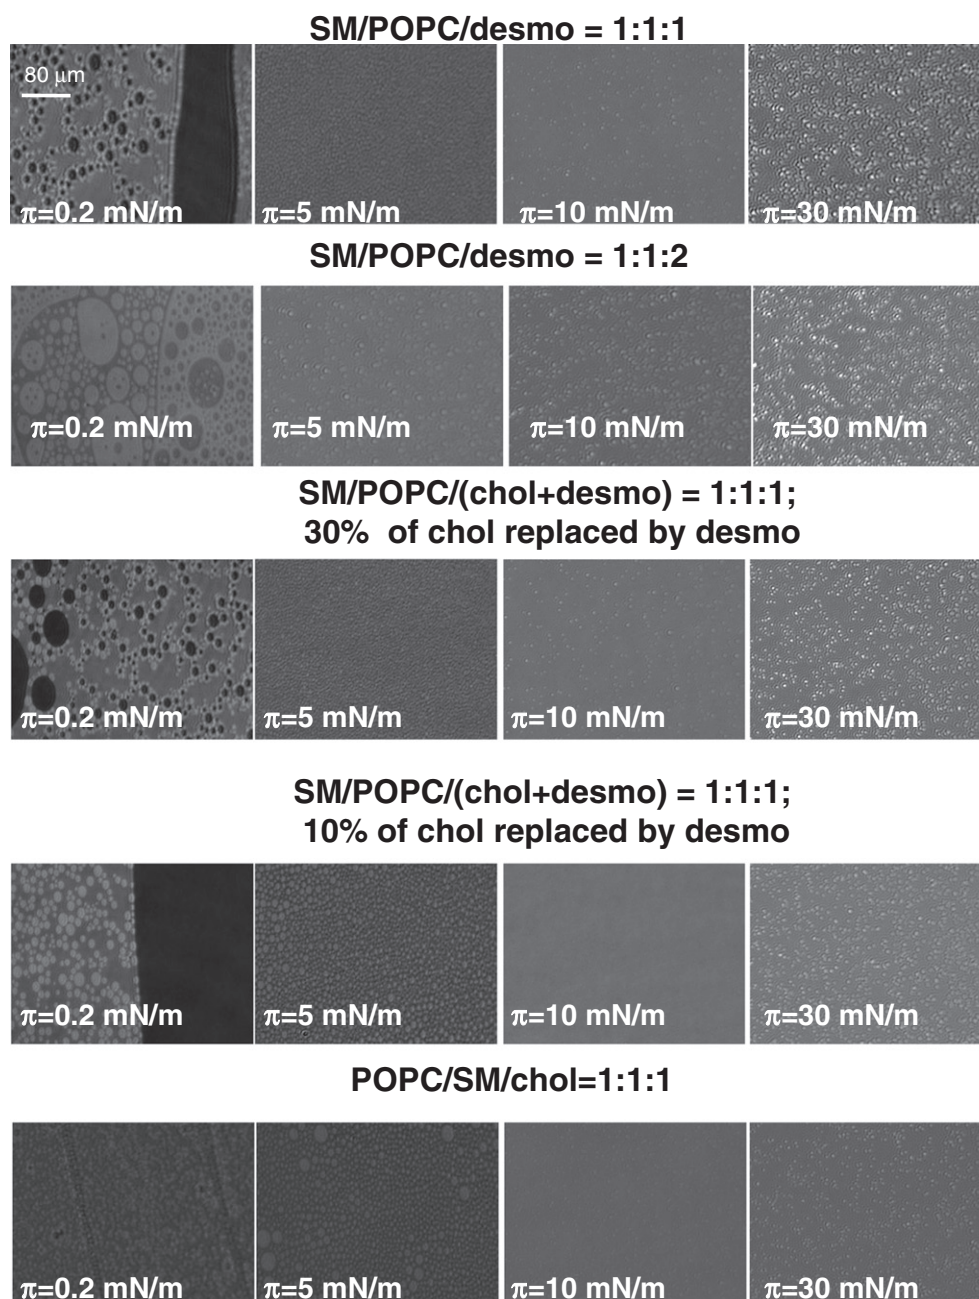 SM/POPC/desmo = 1:1:1
80 μm
π=0.2 mN/m π=5 mN/m π=10 mN/m π=30 mN/m
SM/POPC/desmo = 1:1:2
π=0.2 mN/m π=5 mN/m π=10 mN/m π=30 mN/m
SM/POPC/(chol+desmo) = 1:1:1;
30% of chol replaced by desmo
π=0.2 mN/m π=5 mN/m π=10 mN/m π=30 mN/m
SM/POPC/(chol+desmo) = 1:1:1;
10% of chol replaced by desmo
π=0.2 mN/m π=5 mN/m π=10 mN/m π=30 mN/m
POPC/SM/chol=1:1:1
π=0.2 mN/m π=5 mN/m π=10 mN/m π=30 mN/m